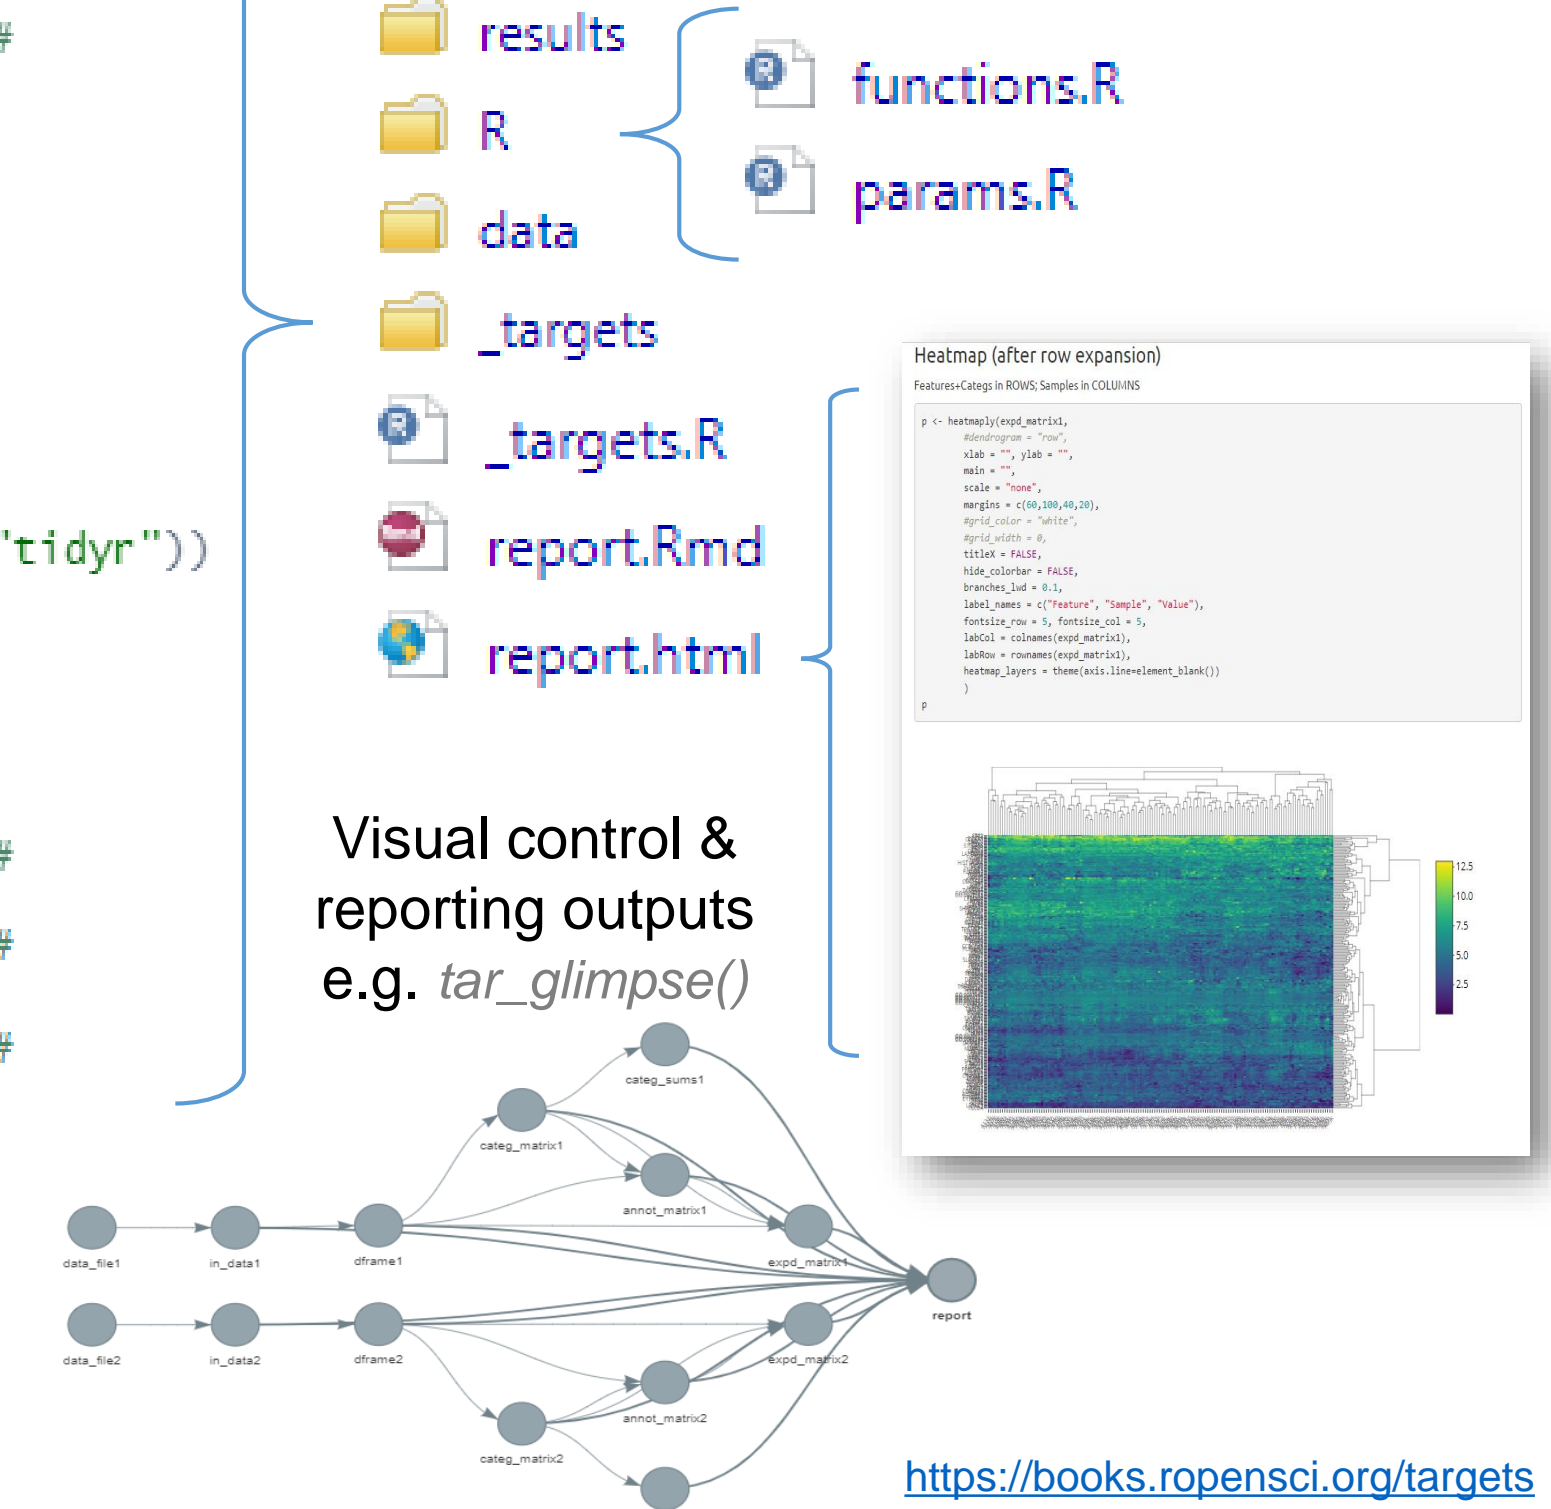 #
results
R
data
_targets
_targets.R
report.Rmd
report.html
functions.R
params.R
"tidyr"))
#
#
#
Heatmap (after row expansion)
Features+Categs in ROWS; Samples in COLUMNS
p <- heatmaply(expd_matrix1,
#dendrogram = "row",
xlab = "", ylab = "",
main = "",
scale = "none",
margins = c(60,100,40,20),
#grid_color = "white",
#grid_width = 0,
titleX = FALSE,
hide_colorbar = FALSE,
branches_lwd = 0.1,
label_names = c("Feature", "Sample", "Value"),
fontsize_row = 5, fontsize_col = 5,
labCol = colnames(expd_matrix1),
labRow = rownames(expd_matrix1),
heatmap_layers = theme(axis.line=element_blank())
)
p
12.5
10.0
7.5
5.0
2.5
Visual control &
reporting outputs
e.g. tar_glimpse()
categ_sums1
categ_matrix1
annot_matrix1
data_file1
in_data1
dframe1
expd_matrix1
report
data_file2
in_data2
dframe2
expd_matrix2
annot_matrix2
categ_matrix2
https://books.ropensci.org/targets